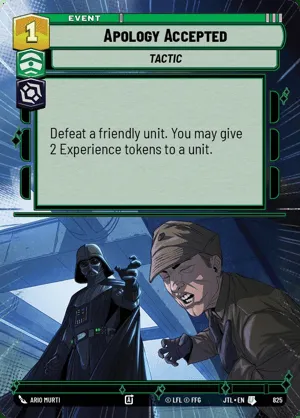 EVENT
1
APOLOGY ACCEPTED
TACTIC
Defeat a friendly unit. You may give
2 Experience tokens to a unit.
ARIO MURTI
© LFL © FFG
JTL • EN
825